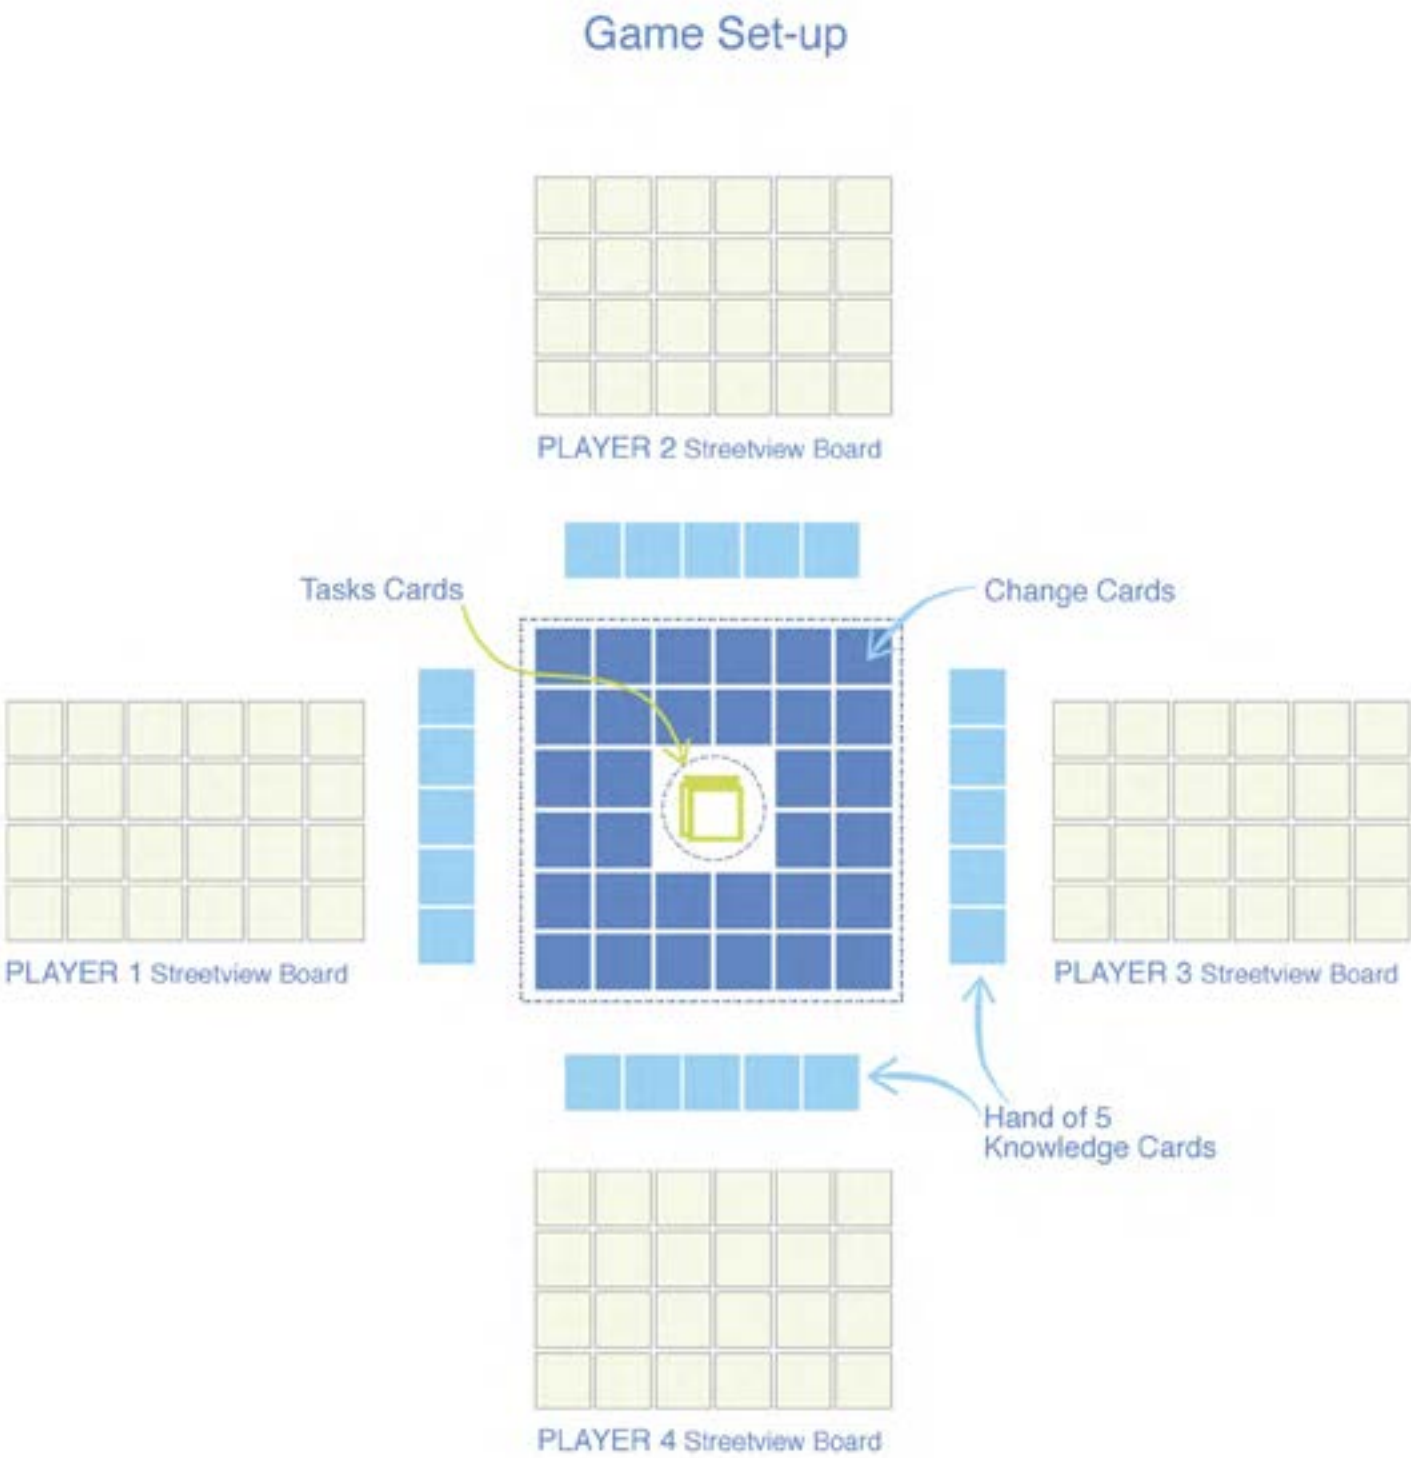 Game Set-up
PLAYER 2 Streetview Board
Tasks Cards
Change Cards
PLAYER 1 Streetview Board
PLAYER 3 Streetview Board
Hand of 5
Knowledge Cards
PLAYER 4 Streetview Board